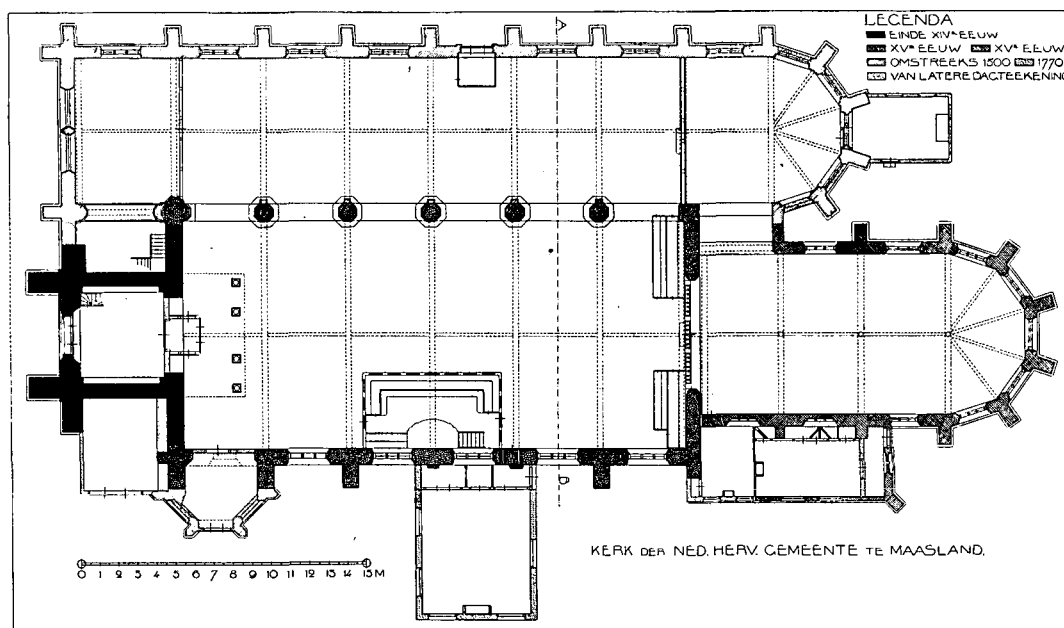 LEGENDA
EINDE XIVᵉ EEUW
XVᵉ EEUW XVᵉ EEUW
OMSTREEKS 1500 1770
VAN LATERE DAGTEEKENING
A
B
KERK DER NED. HERV. GEMEENTE TE MAASLAND.
0 1 2 3 4 5 6 7 8 9 10 11 12 13 14 15 M